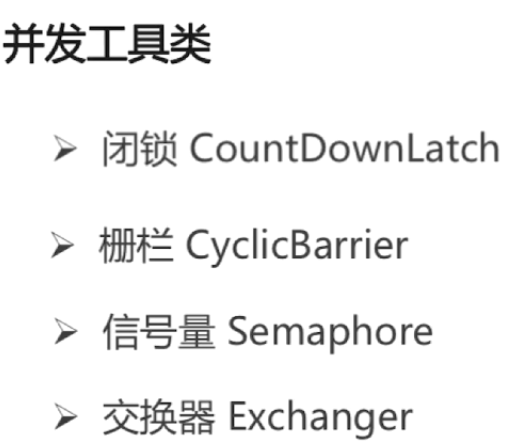 并发工具类
➢ 闭锁 CountDownLatch
➢ 栅栏 CyclicBarrier
➢ 信号量 Semaphore
➢ 交换器 Exchanger